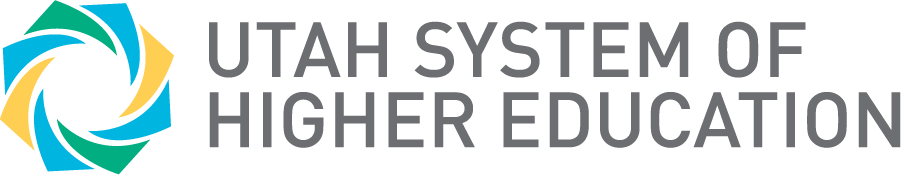 UTAH SYSTEM OF
HIGHER EDUCATION